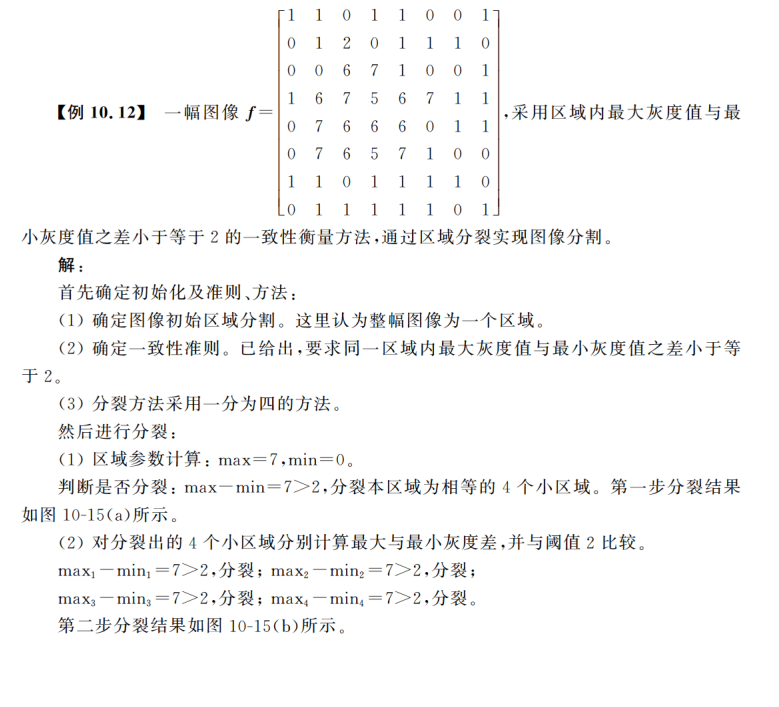 1 1 0 1 1 0 0 1
0 1 2 0 1 1 1 0
0 0 6 7 1 0 0 1
【例 10.12】 一幅图像 f= 1 6 7 5 6 7 1 1 ,采用区域内最大灰度值与最
0 7 6 6 6 0 1 1
0 7 6 5 7 1 0 0
1 1 0 1 1 1 1 0
0 1 1 1 1 1 0 1
小灰度值之差小于等于 2 的一致性衡量方法,通过区域分裂实现图像分割。
解:
首先确定初始化及准则、方法:
(1) 确定图像初始区域分割。这里认为整幅图像为一个区域。
(2) 确定一致性准则。已给出,要求同一区域内最大灰度值与最小灰度值之差小于等
于 2。
(3) 分裂方法采用一分为四的方法。
然后进行分裂:
(1) 区域参数计算: max=7,min=0。
判断是否分裂: max-min=7>2,分裂本区域为相等的 4 个小区域。第一步分裂结果
如图 10-15(a)所示。
(2) 对分裂出的 4 个小区域分别计算最大与最小灰度差,并与阈值 2 比较。
max₁-min₁=7>2,分裂; max₂-min₂=7>2,分裂;
max₃-min₃=7>2,分裂; max₄-min₄=7>2,分裂。
第二步分裂结果如图 10-15(b)所示。